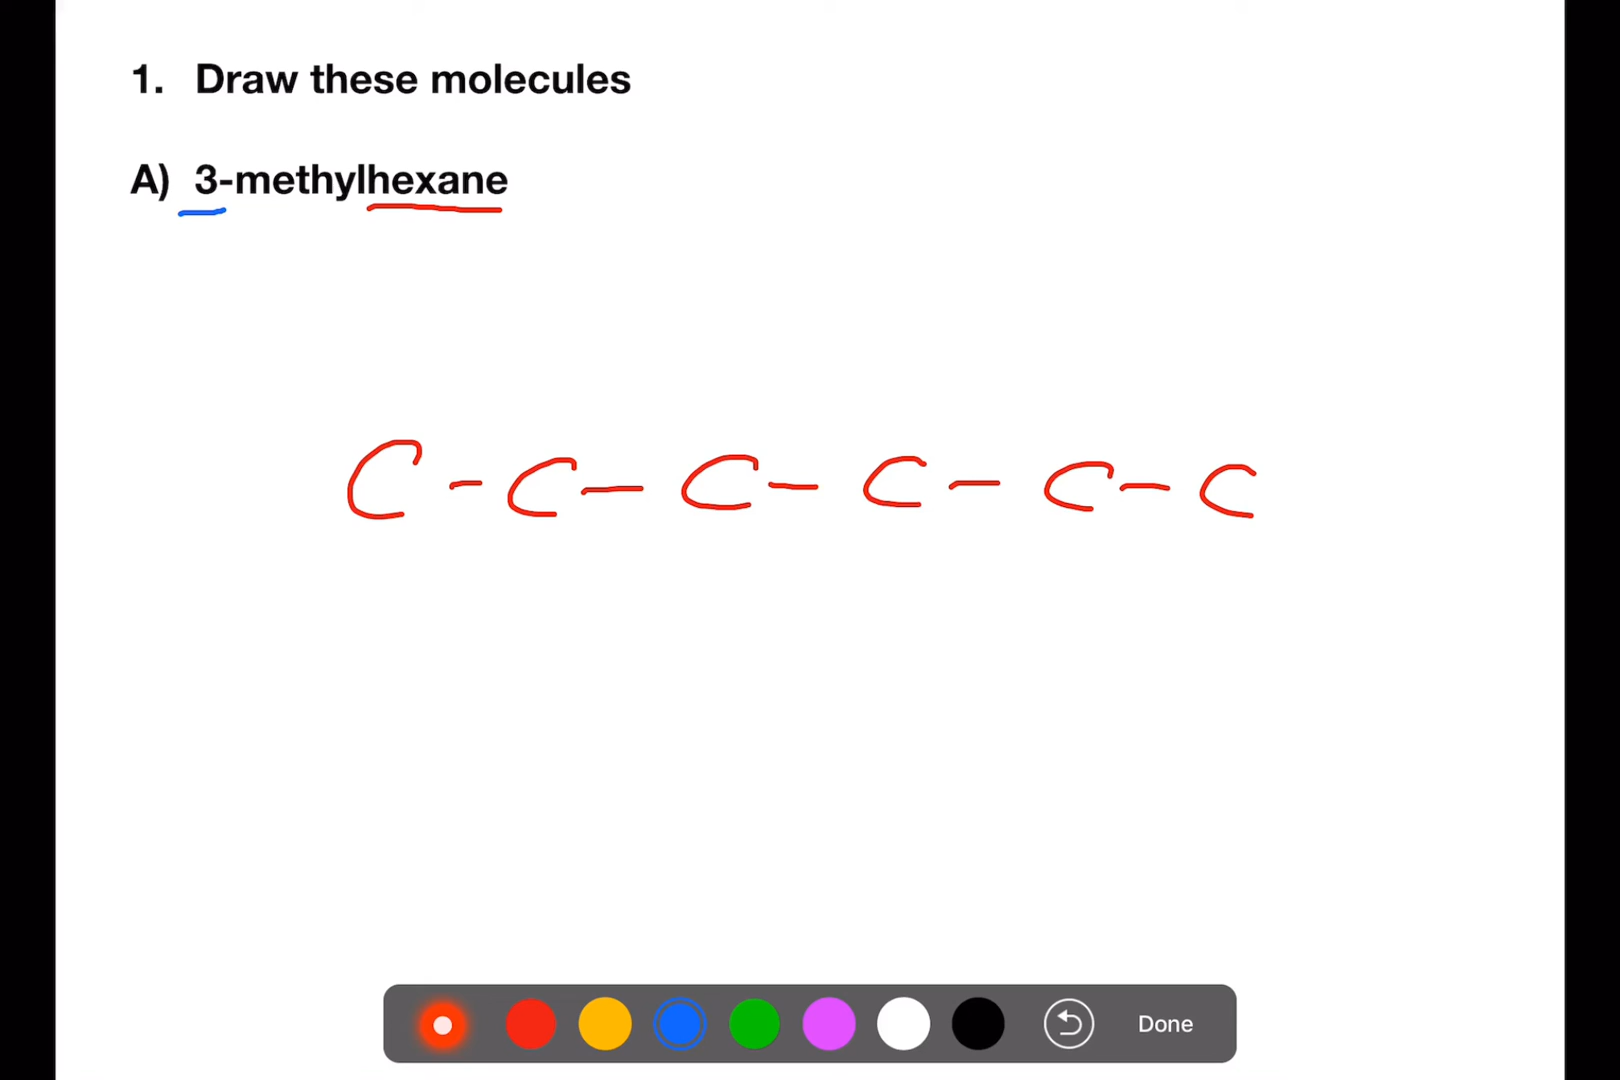 1. Draw these molecules
A) 3-methylhexane
C - C - C - C - C - C
Done